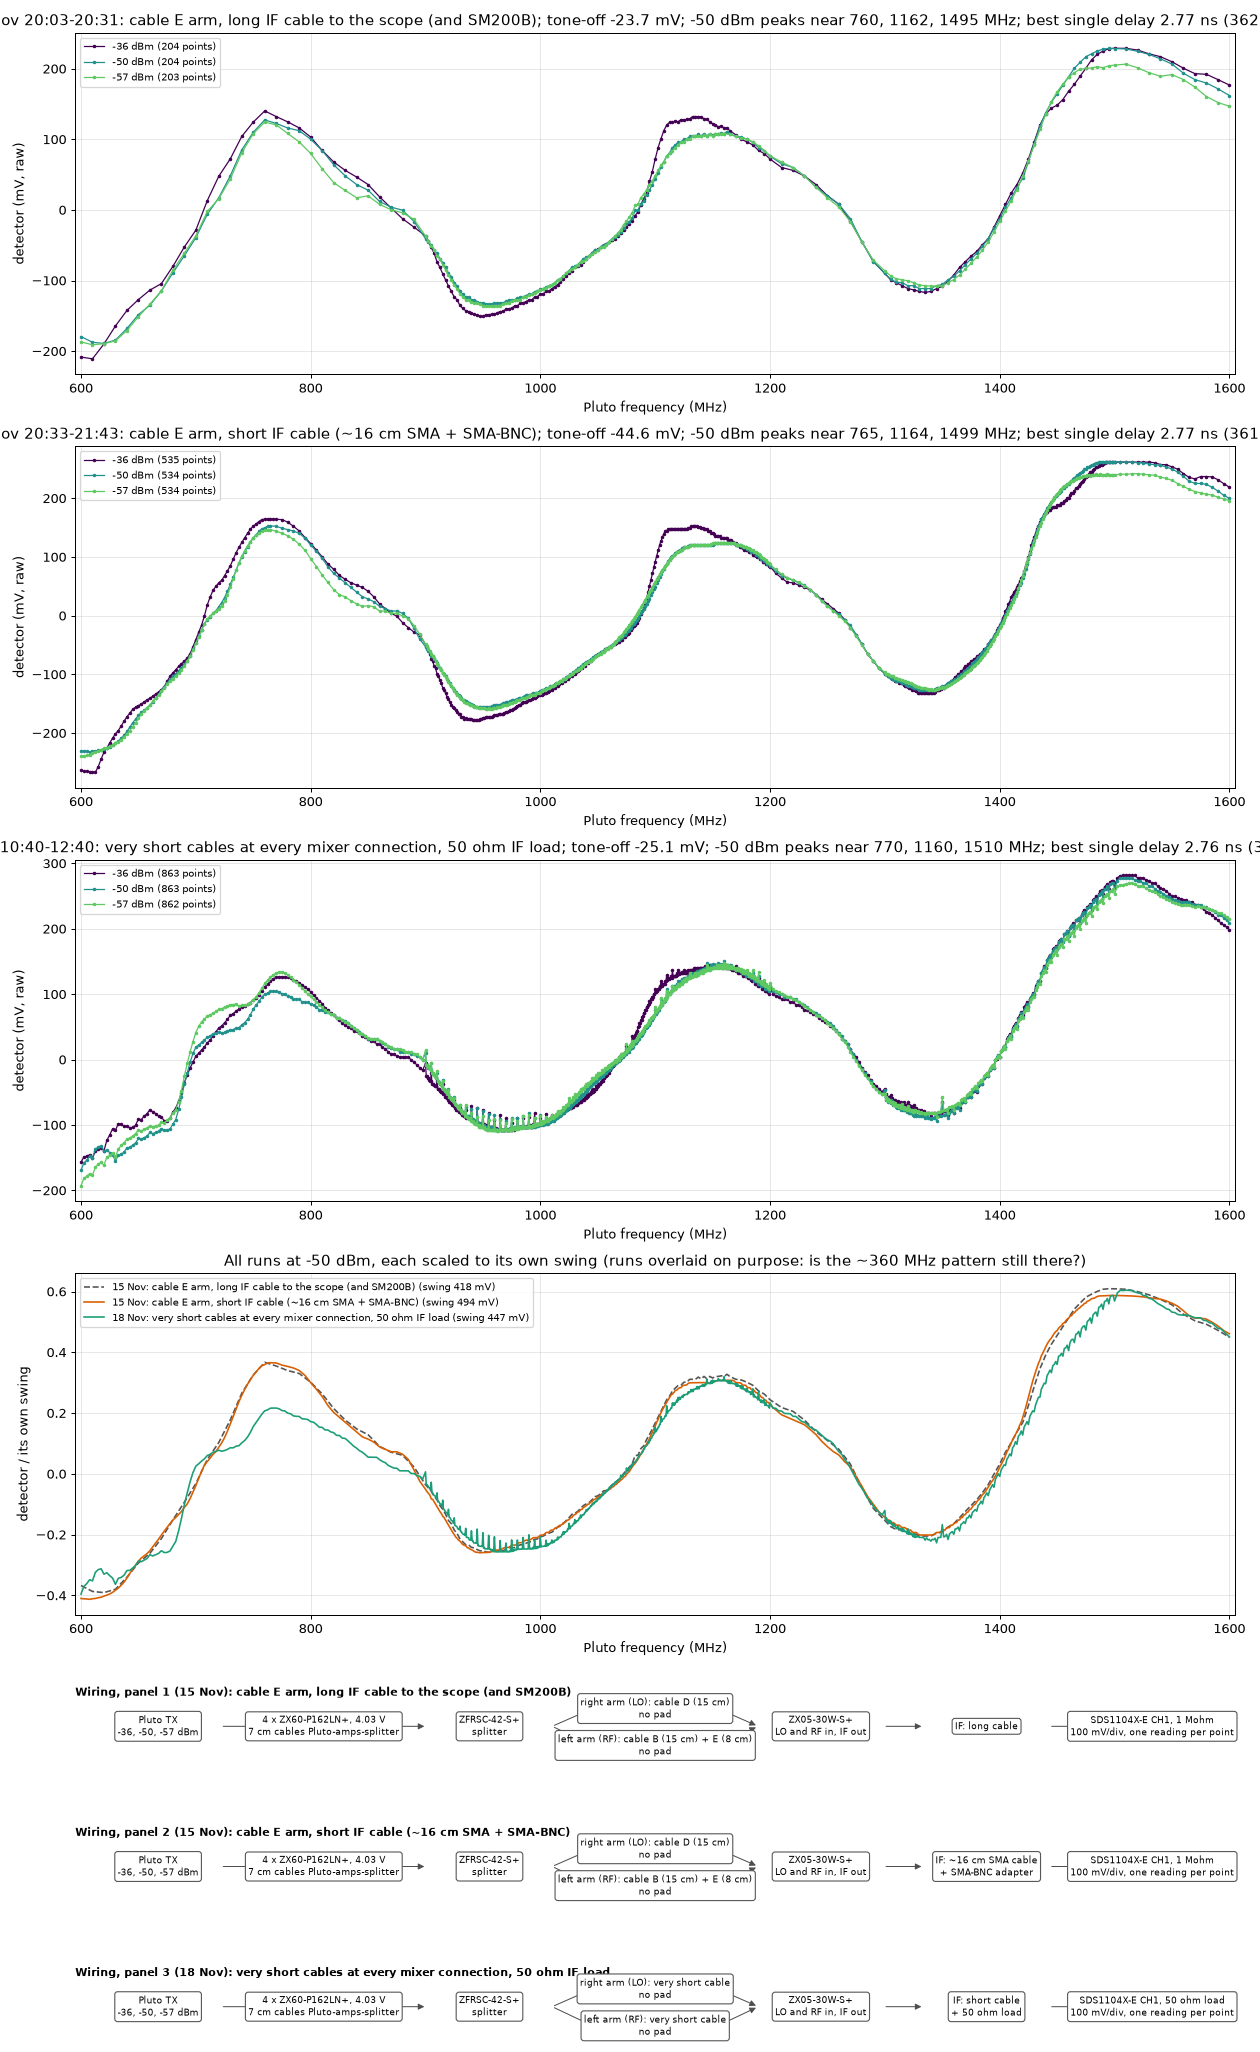 ov 20:03-20:31: cable E arm, long IF cable to the scope (and SM200B); tone-off -23.7 mV; -50 dBm peaks near 760, 1162, 1495 MHz; best single delay 2.77 ns (362
-36 dBm (204 points)
-50 dBm (204 points)
-57 dBm (203 points)
detector (mV, raw)
200
100
0
−100
−200
600
800
1000
1200
1400
1600
Pluto frequency (MHz)
ov 20:33-21:43: cable E arm, short IF cable (~16 cm SMA + SMA-BNC); tone-off -44.6 mV; -50 dBm peaks near 765, 1164, 1499 MHz; best single delay 2.77 ns (361
-36 dBm (535 points)
-50 dBm (534 points)
-57 dBm (534 points)
detector (mV, raw)
200
100
0
−100
−200
600
800
1000
1200
1400
1600
Pluto frequency (MHz)
10:40-12:40: very short cables at every mixer connection, 50 ohm IF load; tone-off -25.1 mV; -50 dBm peaks near 770, 1160, 1510 MHz; best single delay 2.76 ns (3
-36 dBm (863 points)
-50 dBm (863 points)
-57 dBm (862 points)
detector (mV, raw)
300
200
100
0
−100
−200
600
800
1000
1200
1400
1600
Pluto frequency (MHz)
All runs at -50 dBm, each scaled to its own swing (runs overlaid on purpose: is the ~360 MHz pattern still there?)
15 Nov: cable E arm, long IF cable to the scope (and SM200B) (swing 418 mV)
15 Nov: cable E arm, short IF cable (~16 cm SMA + SMA-BNC) (swing 494 mV)
18 Nov: very short cables at every mixer connection, 50 ohm IF load (swing 447 mV)
detector / its own swing
0.6
0.4
0.2
0.0
−0.2
−0.4
600
800
1000
1200
1400
1600
Pluto frequency (MHz)
Wiring, panel 1 (15 Nov): cable E arm, long IF cable to the scope (and SM200B)
Pluto TX
-36, -50, -57 dBm
4 x ZX60-P162LN+, 4.03 V
7 cm cables Pluto-amps-splitter
ZFRSC-42-S+
splitter
right arm (LO): cable D (15 cm)
no pad
left arm (RF): cable B (15 cm) + E (8 cm)
no pad
ZX05-30W-S+
LO and RF in, IF out
IF: long cable
SDS1104X-E CH1, 1 Mohm
100 mV/div, one reading per point
Wiring, panel 2 (15 Nov): cable E arm, short IF cable (~16 cm SMA + SMA-BNC)
Pluto TX
-36, -50, -57 dBm
4 x ZX60-P162LN+, 4.03 V
7 cm cables Pluto-amps-splitter
ZFRSC-42-S+
splitter
right arm (LO): cable D (15 cm)
no pad
left arm (RF): cable B (15 cm) + E (8 cm)
no pad
ZX05-30W-S+
LO and RF in, IF out
IF: ~16 cm SMA cable
+ SMA-BNC adapter
SDS1104X-E CH1, 1 Mohm
100 mV/div, one reading per point
Wiring, panel 3 (18 Nov): very short cables at every mixer connection, 50 ohm IF load
Pluto TX
-36, -50, -57 dBm
4 x ZX60-P162LN+, 4.03 V
7 cm cables Pluto-amps-splitter
ZFRSC-42-S+
splitter
right arm (LO): very short cable
no pad
left arm (RF): very short cable
no pad
ZX05-30W-S+
LO and RF in, IF out
IF: short cable
+ 50 ohm load
SDS1104X-E CH1, 50 ohm load
100 mV/div, one reading per point